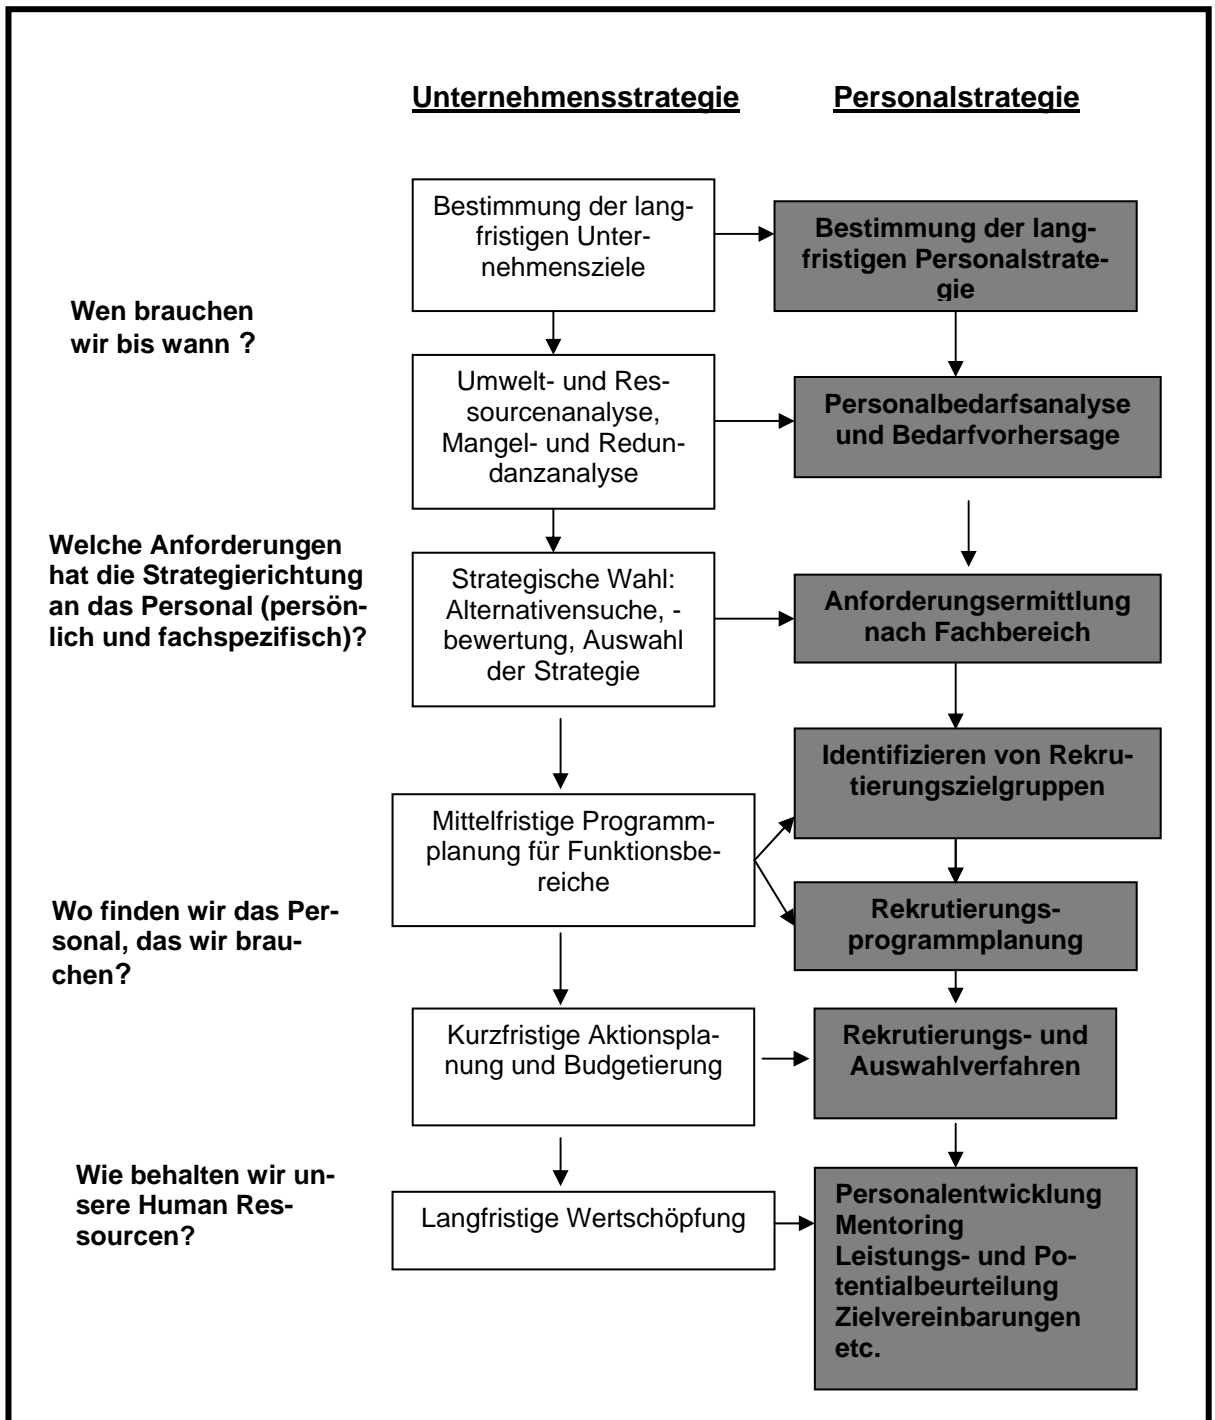 Unternehmensstrategie
Personalstrategie
Bestimmung der lang-
fristigen Unter-
nehmensziele
Bestimmung der lang-
fristigen Personalstrate-
gie
Wen brauchen
wir bis wann ?
Umwelt- und Res-
sourcenanalyse,
Mangel- und Redun-
danzanalyse
Personalbedarfsanalyse
und Bedarfvorhersage
Welche Anforderungen
hat die Strategierichtung
an das Personal (persön-
lich und fachspezifisch)?
Strategische Wahl:
Alternativensuche, -
bewertung, Auswahl
der Strategie
Anforderungsermittlung
nach Fachbereich
Identifizieren von Rekru-
tierungszielgruppen
Mittelfristige Programm-
planung für Funktionsbe-
reiche
Wo finden wir das Per-
sonal, das wir brau-
chen?
Rekrutierungs-
programmplanung
Kurzfristige Aktionspla-
nung und Budgetierung
Rekrutierungs- und
Auswahlverfahren
Wie behalten wir un-
sere Human Res-
sourcen?
Langfristige Wertschöpfung
Personalentwicklung
Mentoring
Leistungs- und Po-
tentialbeurteilung
Zielvereinbarungen
etc.